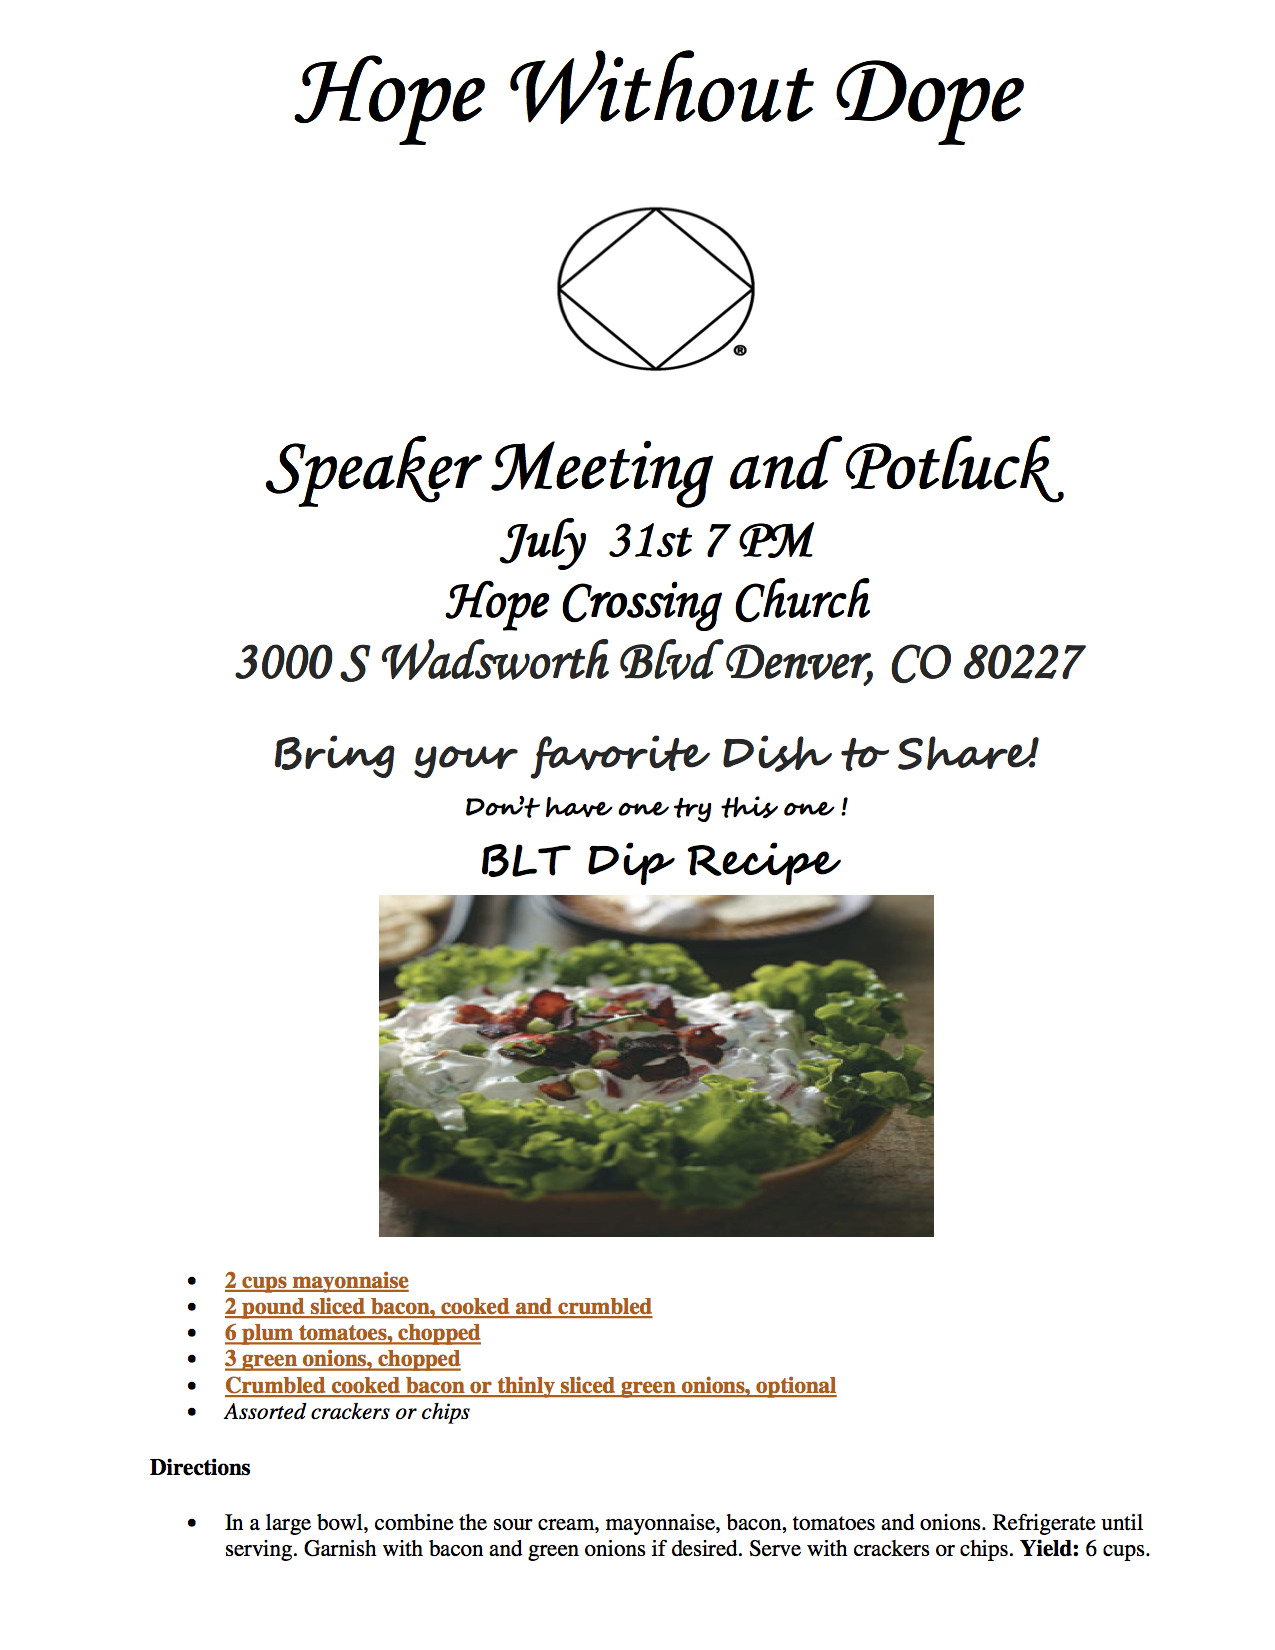 Hope Without Dope
®
Speaker Meeting and Potluck
July 31st 7 PM
Hope Crossing Church
3000 S Wadsworth Blvd Denver, CO 80227
Bring your favorite Dish to Share!
Don't have one try this one !
BLT Dip Recipe
• 2 cups mayonnaise
• 2 pound sliced bacon, cooked and crumbled
• 6 plum tomatoes, chopped
• 3 green onions, chopped
• Crumbled cooked bacon or thinly sliced green onions, optional
• Assorted crackers or chips
Directions
• In a large bowl, combine the sour cream, mayonnaise, bacon, tomatoes and onions. Refrigerate until
serving. Garnish with bacon and green onions if desired. Serve with crackers or chips. Yield: 6 cups.